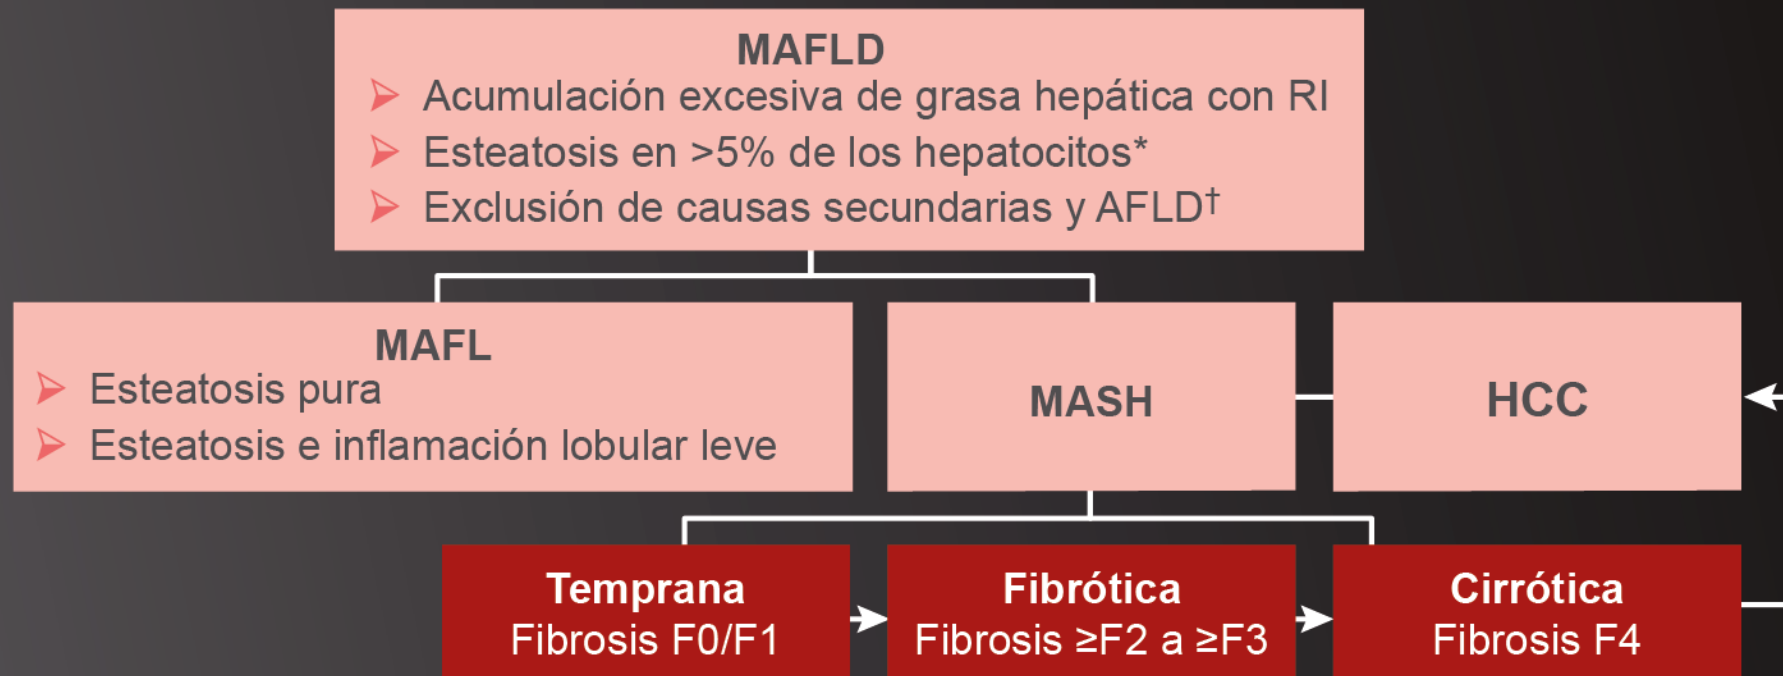 MAFLD
Acumulación excesiva de grasa hepática con RI
Esteatosis en >5% de los hepatocitos*
Exclusión de causas secundarias y AFLD†
MAFL
Esteatosis pura
Esteatosis e inflamación lobular leve
MASH
HCC
Temprana
Fibrosis F0/F1
Fibrótica
Fibrosis ≥F2 a ≥F3
Cirrótica
Fibrosis F4